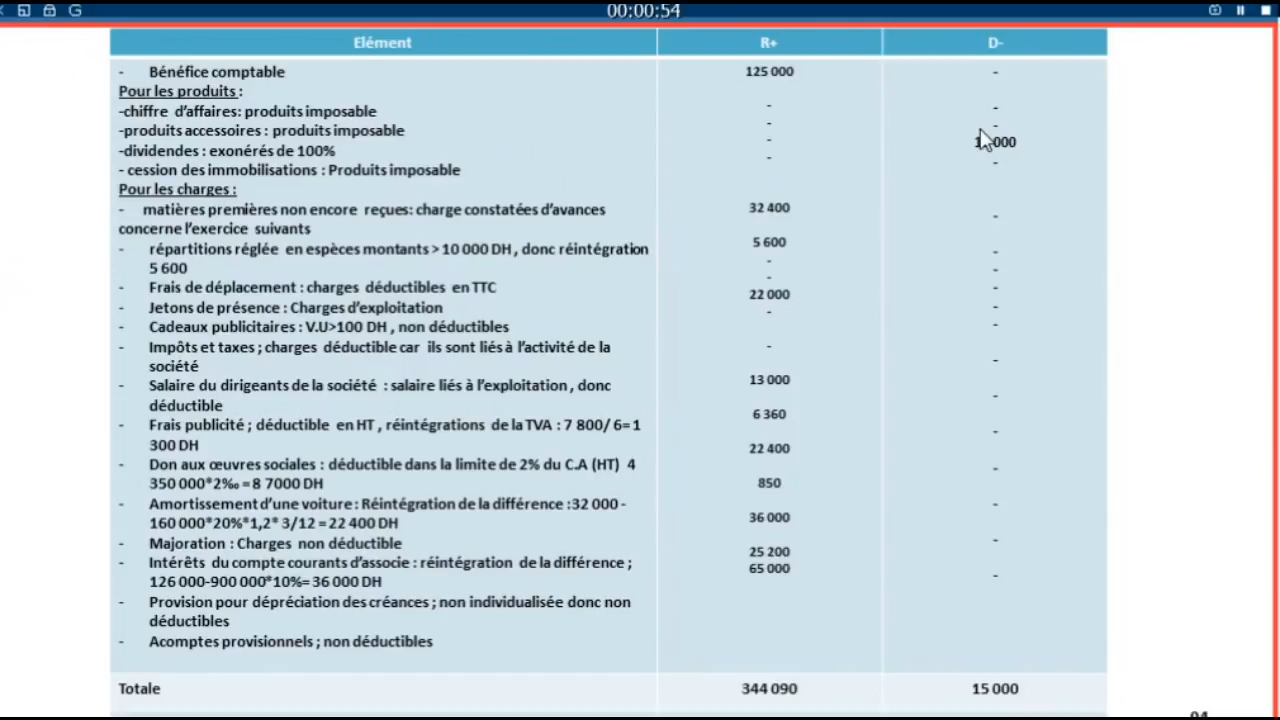 00:00:54
Elément R+ D-
- Bénéfice comptable 125 000 -
Pour les produits :
-chiffre d'affaires: produits imposable - -
-produits accessoires : produits imposable - -
-dividendes : exonérés de 100% -
- cession des immobilisations : Produits imposable - -
Pour les charges :
- matières premières non encore reçues: charge constatées d'avances 32 400 -
concerne l'exercice suivants
- répartitions réglée en espèces montants > 10 000 DH , donc réintégration 5 600 -
5 600
- Frais de déplacement : charges déductibles en TTC - -
- Jetons de présence : Charges d'exploitation - -
- Cadeaux publicitaires : V.U>100 DH , non déductibles 22 000 -
- Impôts et taxes ; charges déductible car ils sont liés à l'activité de la - -
société
- Salaire du dirigeants de la société : salaire liés à l'exploitation , donc - -
déductible
- Frais publicité ; déductible en HT , réintégrations de la TVA : 7 800/ 6= 1 13 000 -
300 DH
- Don aux œuvres sociales : déductible dans la limite de 2% du C.A (HT) 4 6 360 -
350 000*2‰ = 8 7000 DH
- Amortissement d'une voiture : Réintégration de la différence : 32 000 - 22 400 -
160 000*20%*1,2* 3/12 = 22 400 DH
- Majoration : Charges non déductible 850 -
- Intérêts du compte courants d'associe : réintégration de la différence ; 36 000 -
126 000-900 000*10%= 36 000 DH
- Provision pour dépréciation des créances ; non individualisée donc non 25 200 -
déductibles
- Acomptes provisionnels ; non déductibles 65 000
Totale 344 090 15 000